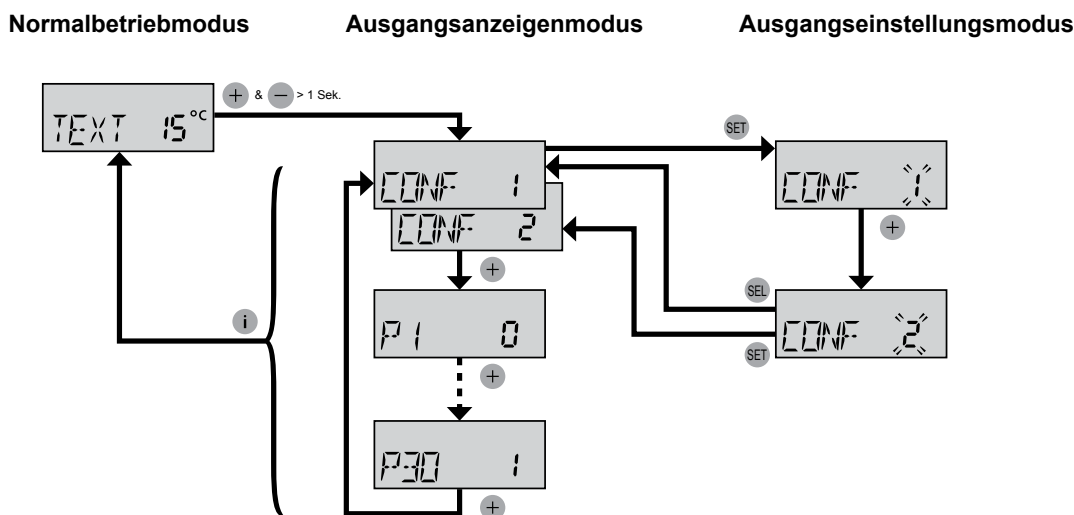 Normalbetriebmodus
Ausgangsanzeigenmodus
Ausgangseinstellungsmodus
+ & − > 1 Sek.
TEXT 15°C
SET
CONF 1
CONF 1
CONF 2
+
+
SEL
i
P1 0
CONF 2
SET
+
P30 1
+